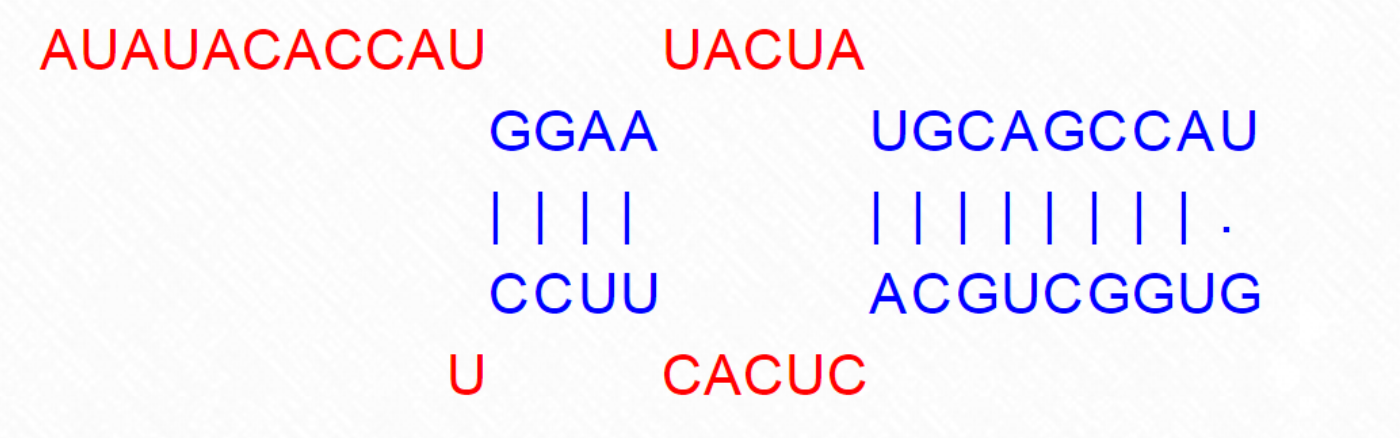 AUAUACACCAU UACUA
GGAA UGCAGCCAU
| | | | | | | | | | | | .
CCUU ACGUCGGUG
U CACUC